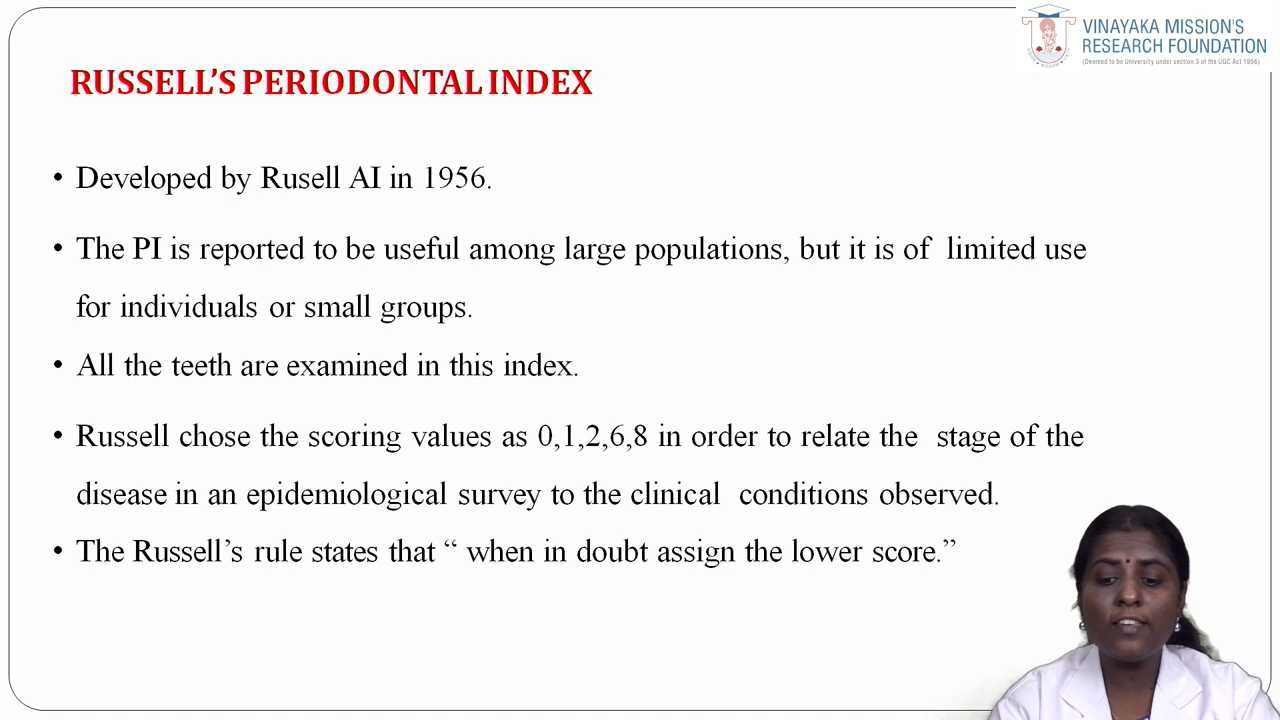 VINAYAKA MISSION'S
RESEARCH FOUNDATION
(Deemed to be University under section 3 of the UGC Act 1956)
RUSSELL’S PERIODONTAL INDEX
• Developed by Rusell AI in 1956.
• The PI is reported to be useful among large populations, but it is of limited use
for individuals or small groups.
• All the teeth are examined in this index.
• Russell chose the scoring values as 0,1,2,6,8 in order to relate the stage of the
disease in an epidemiological survey to the clinical conditions observed.
• The Russell’s rule states that “ when in doubt assign the lower score.”